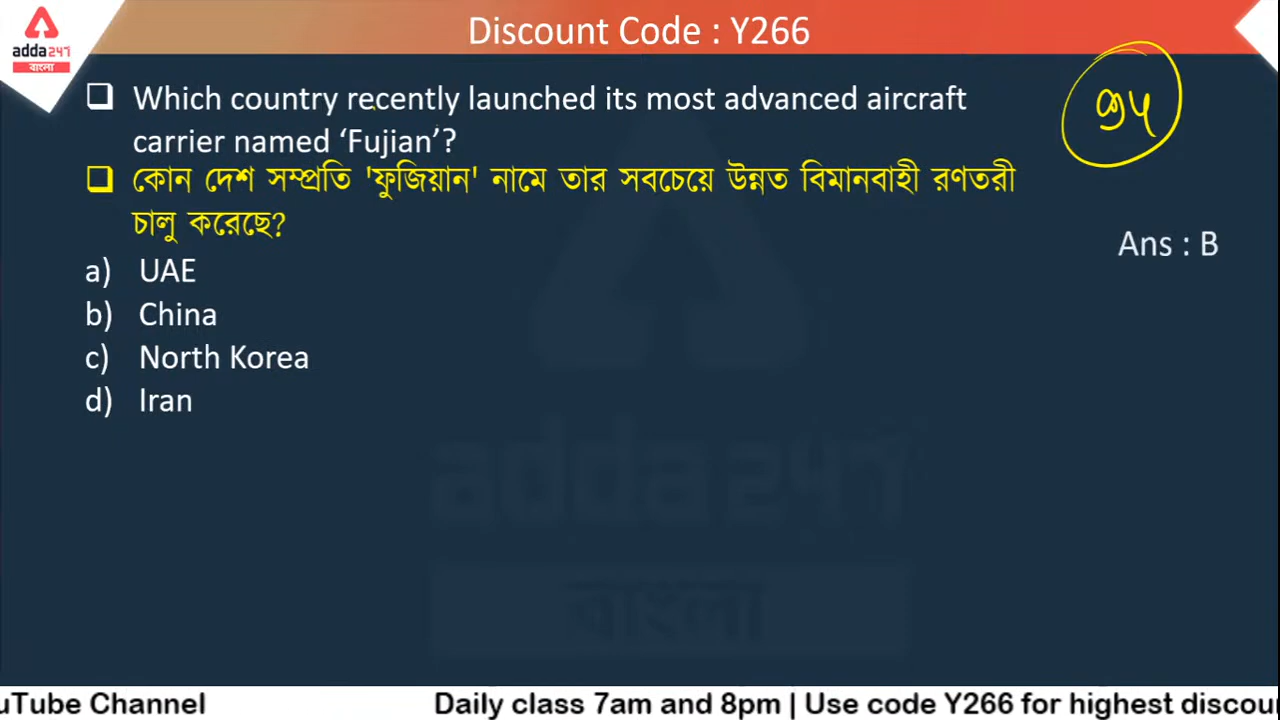 Discount Code : Y266
adda247
বাংলা
❑ Which country recently launched its most advanced aircraft
carrier named ‘Fujian’?
❑ কোন দেশ সম্প্রতি 'ফুজিয়ান' নামে তার সবচেয়ে উন্নত বিমানবাহী রণতরী
চালু করেছে?
Ans : B
a) UAE
b) China
c) North Korea
d) Iran
adda247
বাংলা
uTube Channel
Daily class 7am and 8pm | Use code Y266 for highest discou